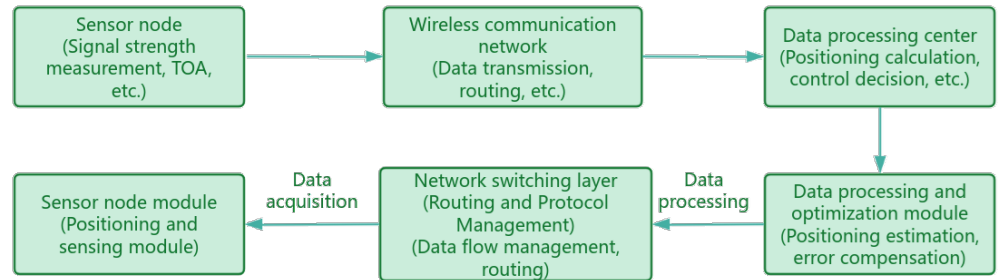 Sensor node
(Signal strength
measurement, TOA,
etc.)
Wireless communication
network
(Data transmission,
routing, etc.)
Data processing center
(Positioning calculation,
control decision, etc.)
Data processing and
optimization module
(Positioning estimation,
error compensation)
Data
processing
Network switching layer
(Routing and Protocol
Management)
(Data flow management,
routing)
Data
acquisition
Sensor node module
(Positioning and
sensing module)